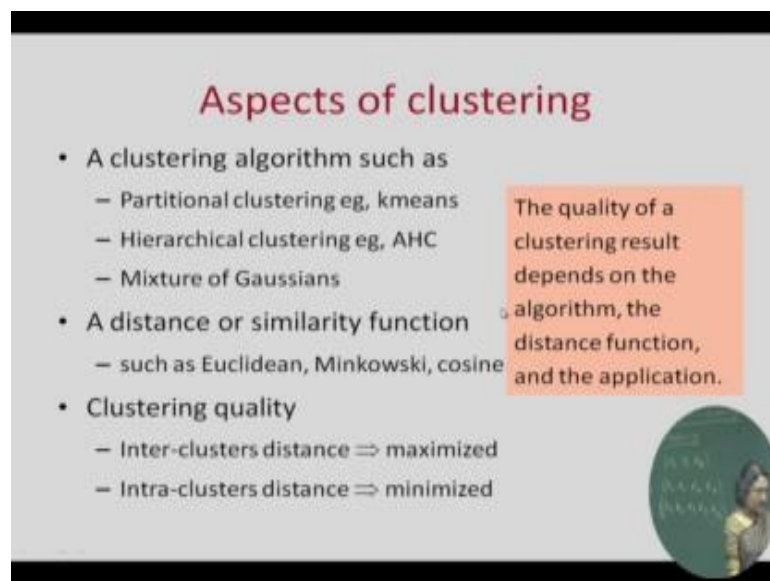 Aspects of clustering
• A clustering algorithm such as
– Partitional clustering eg, kmeans
– Hierarchical clustering eg, AHC
– Mixture of Gaussians
• A distance or similarity function
– such as Euclidean, Minkowski, cosine
• Clustering quality
– Inter-clusters distance ⇒ maximized
– Intra-clusters distance ⇒ minimized
The quality of a
clustering result
depends on the
algorithm, the
distance function,
and the application.